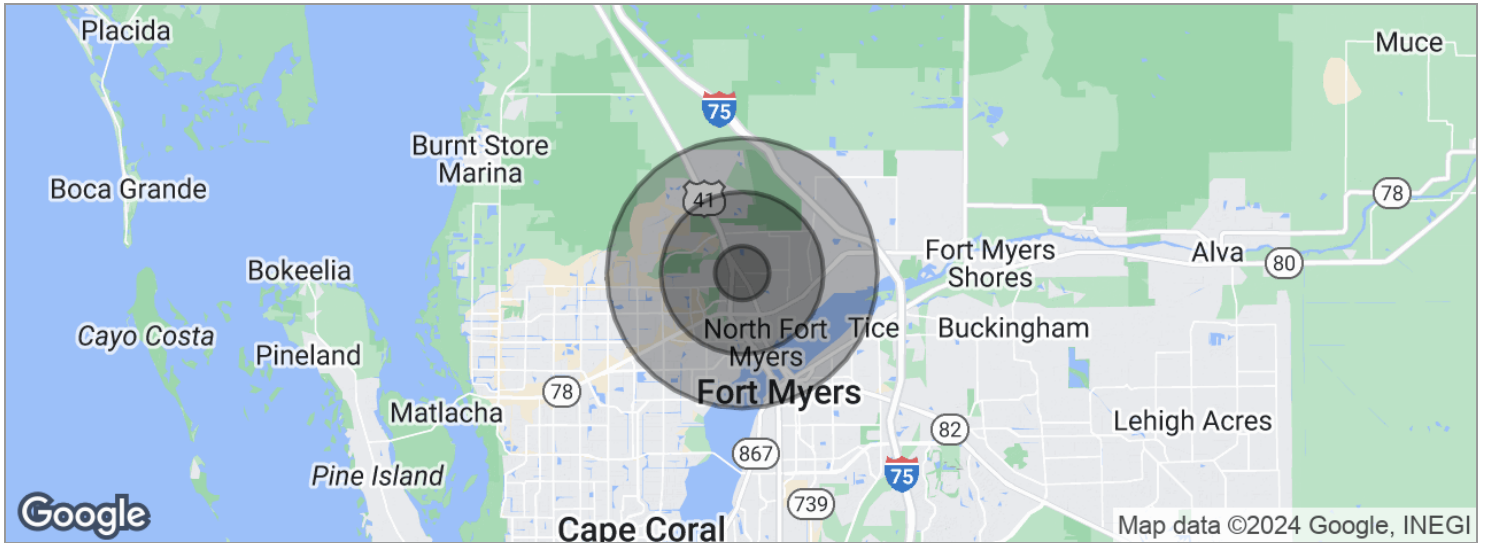 Placida
Muce
75
Burnt Store
Marina
Boca Grande
41
78
Fort Myers
Shores
Alva
80
Bokeelia
Cayo Costa
North Fort
Myers
Tice
Buckingham
Pineland
78
Fort Myers
Matlacha
82
Lehigh Acres
867
Pine Island
75
739
Google
Cape Coral
Map data ©2024 Google, INEGI